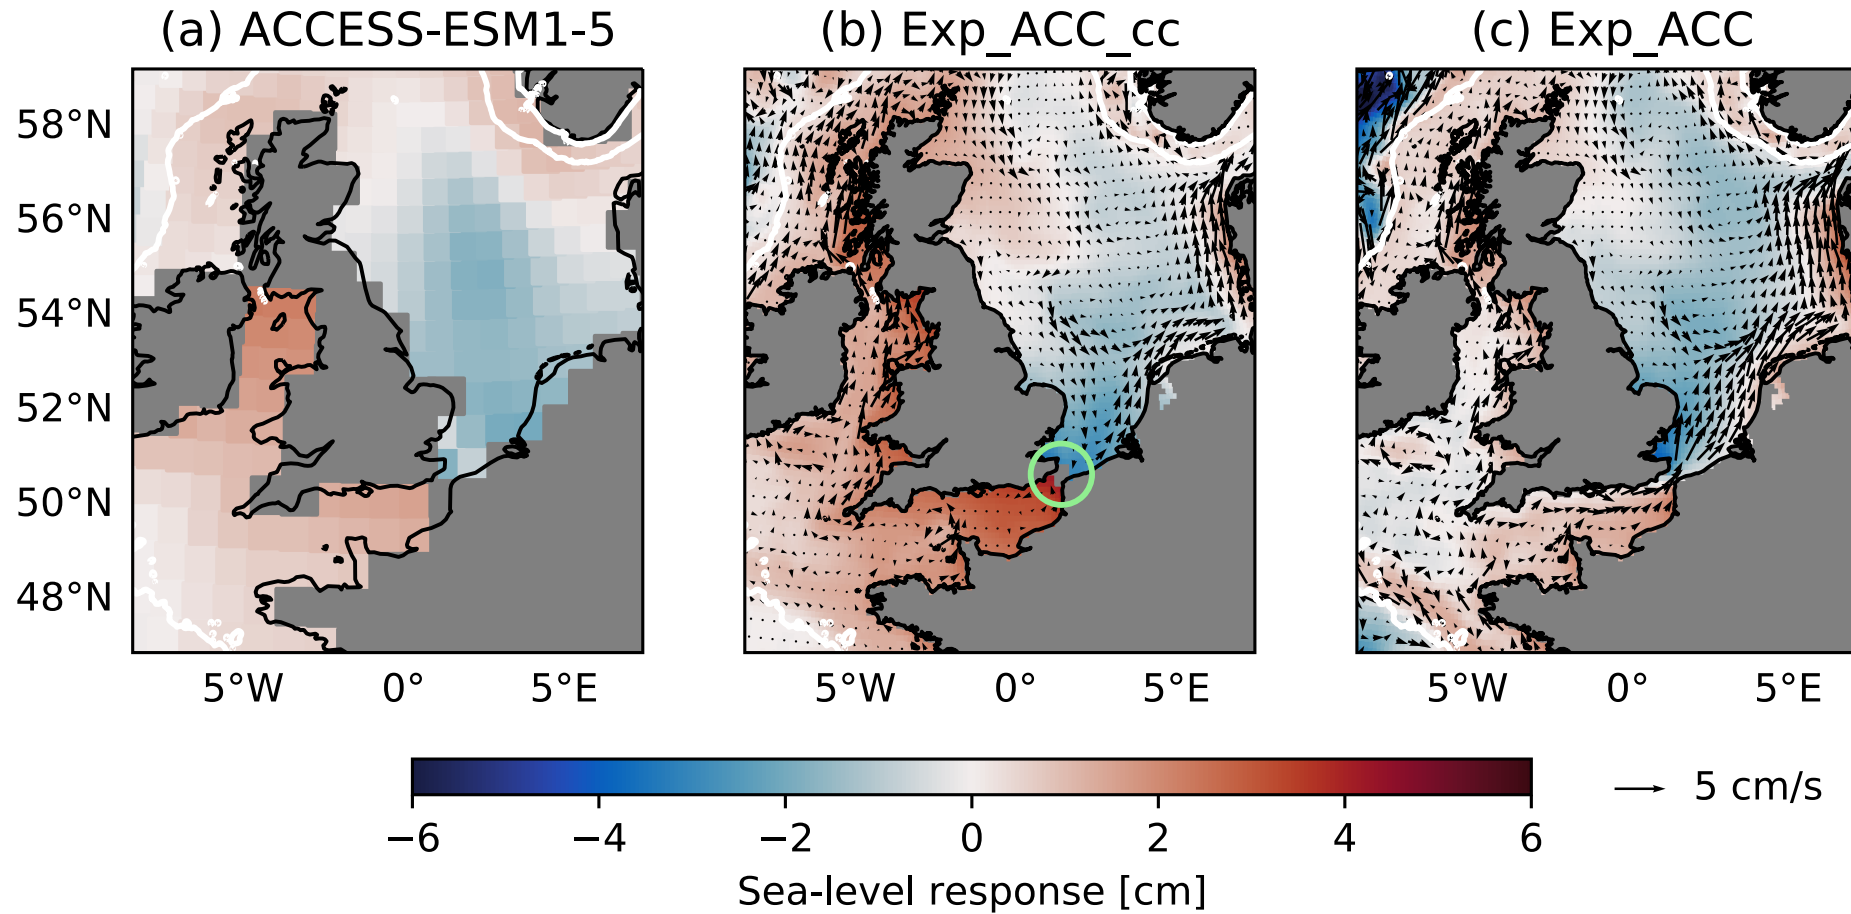 (a) ACCESS-ESM1-5
(b) Exp_ACC_cc
(c) Exp_ACC
58°N
56°N
54°N
52°N
50°N
48°N
5°W 0° 5°E
5°W 0° 5°E
5°W 0° 5°E
5 cm/s
−6 −4 −2 0 2 4 6
Sea-level response [cm]